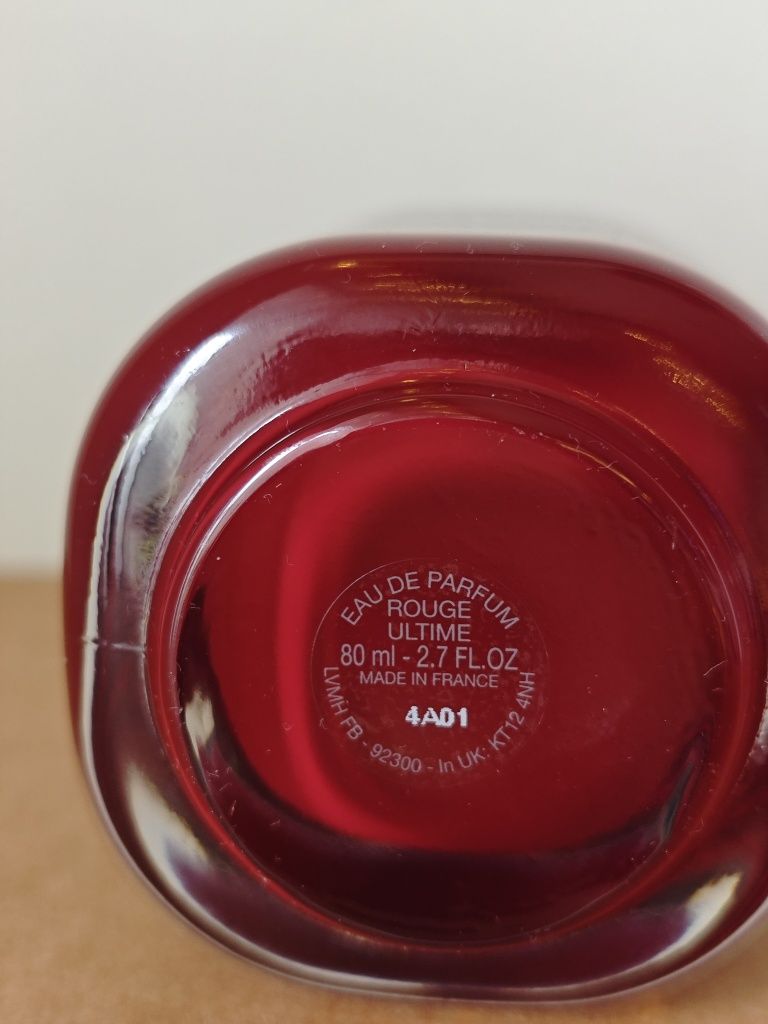 EAU DE PARFUM
ROUGE
ULTIME
80 ml - 2.7 FL.OZ
MADE IN FRANCE
4A01
LVMH FB - 92300 - In UK: KT12 4NH